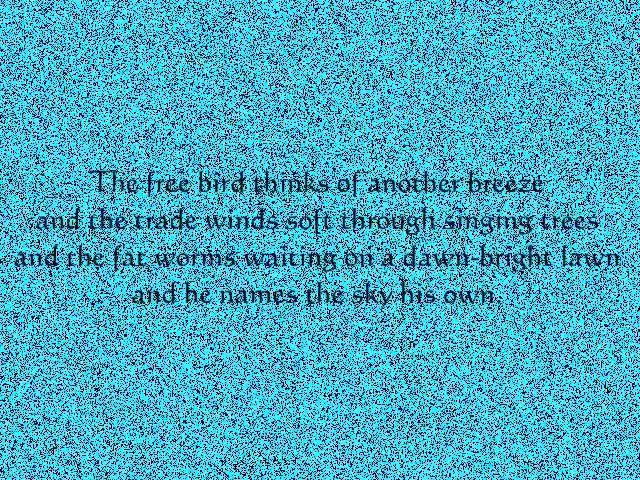 The free bird thinks of another breeze
and the trade winds soft through singing trees
and the fat worms waiting on a dawn-bright lawn
and he names the sky his own.